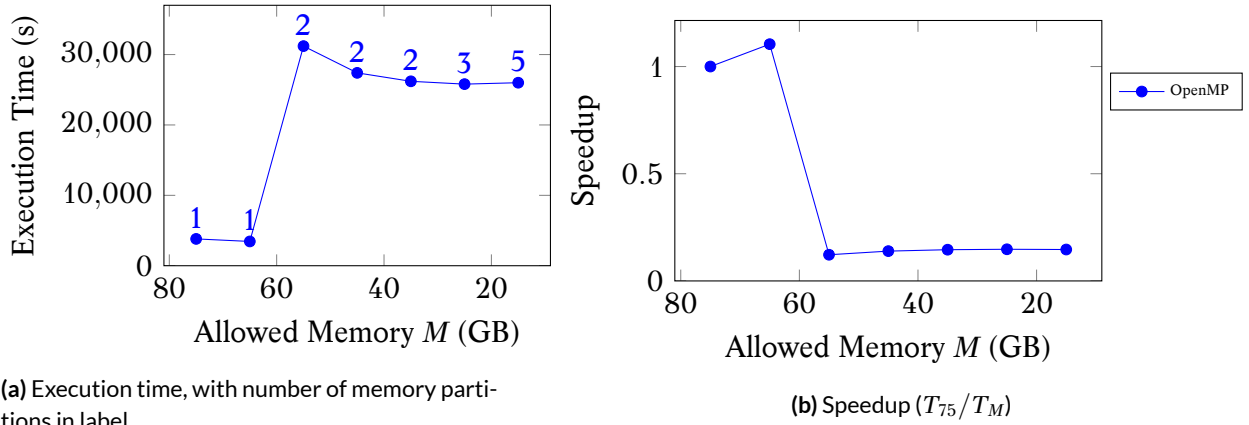 Execution Time (s)
30,000
20,000
10,000
0
1
1
2
2
2
3
5
80
60
40
20
Allowed Memory M (GB)
(a) Execution time, with number of memory parti-
tions in label
Speedup
1
0.5
0
80
60
40
20
Allowed Memory M (GB)
(b) Speedup (T75/TM)
OpenMP